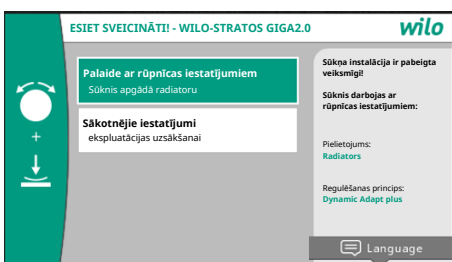 ESIET SVEICINĀTI! - WILO-STRATOS GIGA2.0
wilo
Palaide ar rūpnīcas iestatījumiem
Sūknis apgādā radiatoru
Sākotnējie iestatījumi
ekspluatācijas uzsākšanai
+
Sūkņa instalācija ir pabeigta
veiksmīgi!
Sūknis darbojas ar
rūpnīcas iestatījumiem:
Pielietojums:
Radiators
Regulēšanas princips:
Dynamic Adapt plus
Language